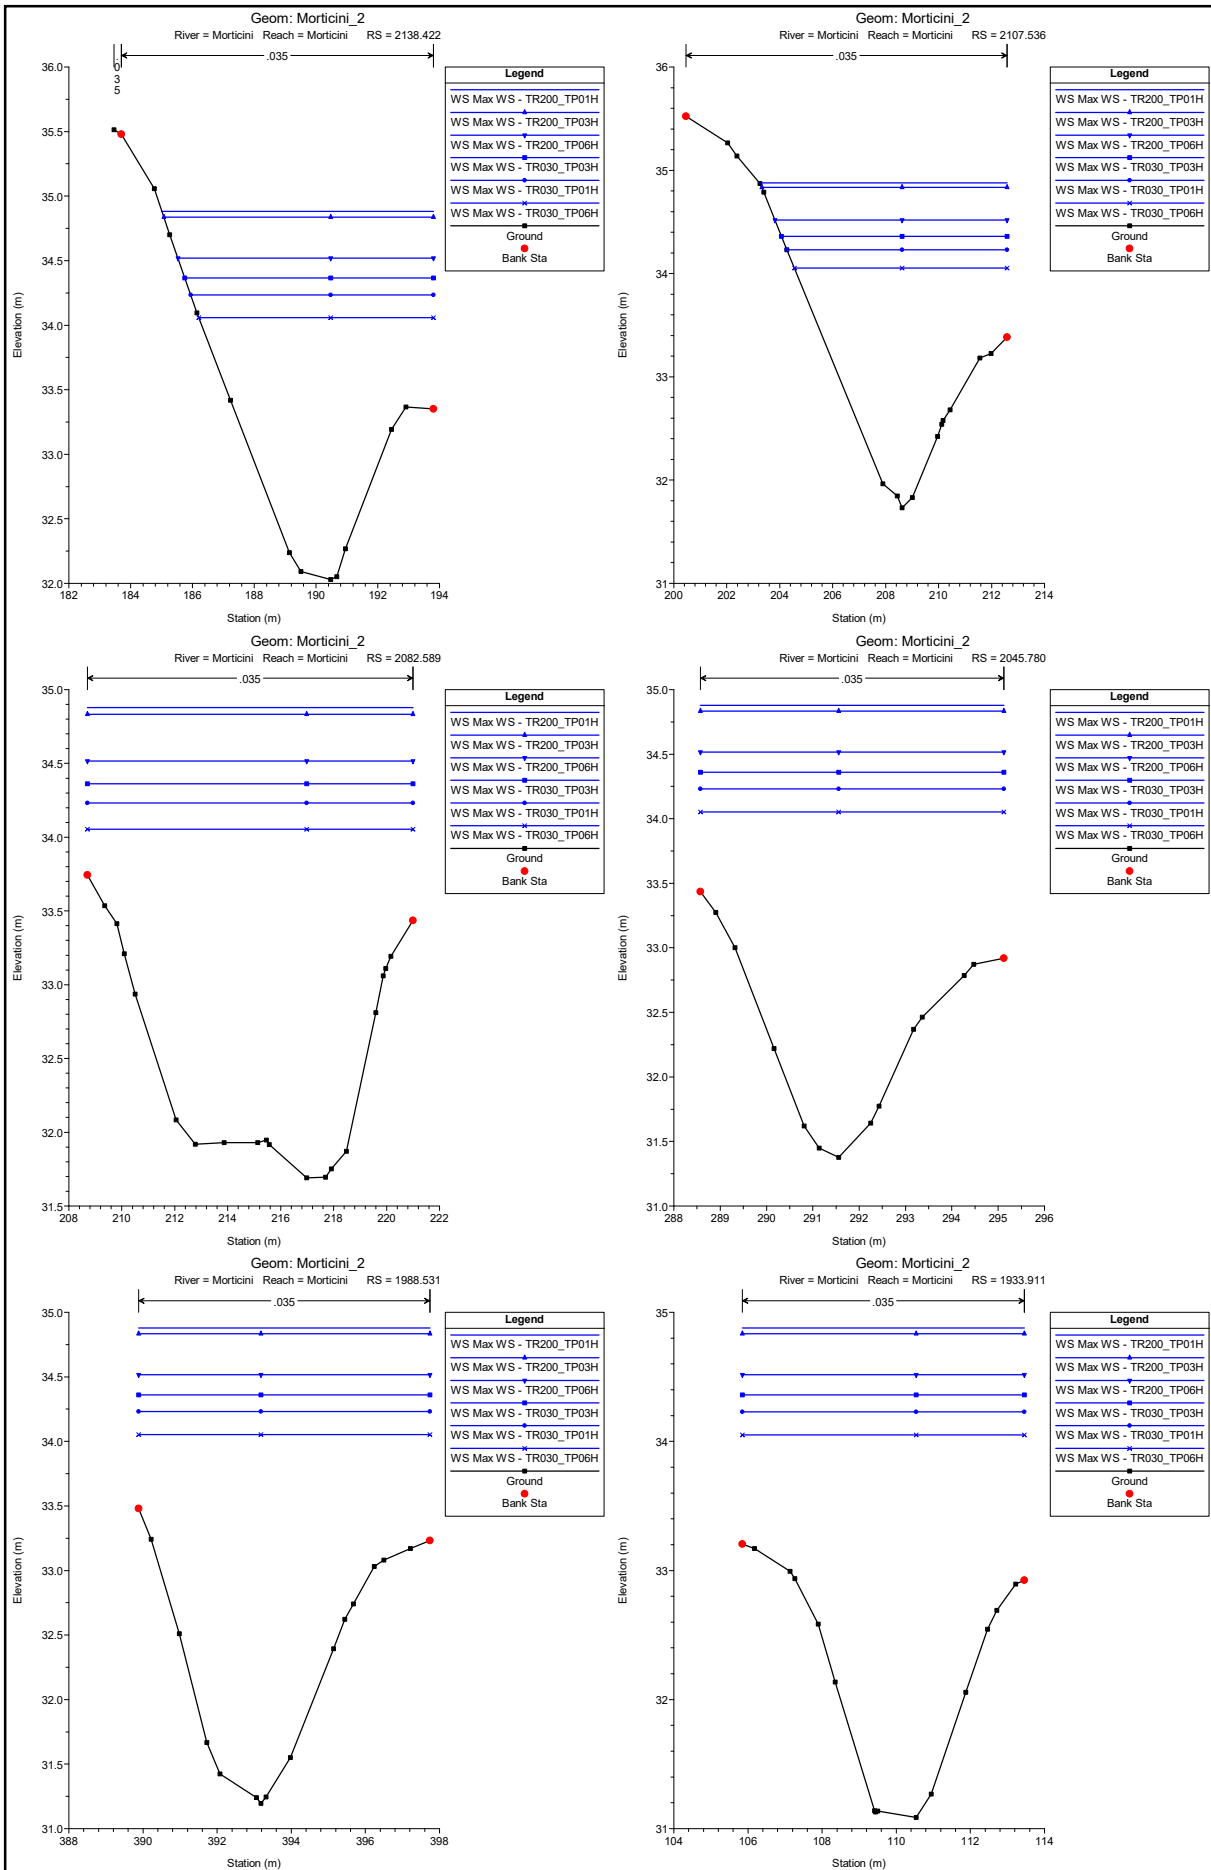 Geom: Morticini_2
River = Morticini Reach = Morticini RS = 2138.422
.035
.035
Legend
WS Max WS - TR200_TP01H
WS Max WS - TR200_TP03H
WS Max WS - TR200_TP06H
WS Max WS - TR030_TP03H
WS Max WS - TR030_TP01H
WS Max WS - TR030_TP06H
Ground
Bank Sta
36.0
35.5
35.0
34.5
34.0
33.5
33.0
32.5
32.0
Elevation (m)
182 184 186 188 190 192 194
Station (m)
Geom: Morticini_2
River = Morticini Reach = Morticini RS = 2107.536
.035
Legend
WS Max WS - TR200_TP01H
WS Max WS - TR200_TP03H
WS Max WS - TR200_TP06H
WS Max WS - TR030_TP03H
WS Max WS - TR030_TP01H
WS Max WS - TR030_TP06H
Ground
Bank Sta
36
35
34
33
32
31
Elevation (m)
200 202 204 206 208 210 212 214
Station (m)
Geom: Morticini_2
River = Morticini Reach = Morticini RS = 2082.589
.035
Legend
WS Max WS - TR200_TP01H
WS Max WS - TR200_TP03H
WS Max WS - TR200_TP06H
WS Max WS - TR030_TP03H
WS Max WS - TR030_TP01H
WS Max WS - TR030_TP06H
Ground
Bank Sta
35.0
34.5
34.0
33.5
33.0
32.5
32.0
31.5
Elevation (m)
208 210 212 214 216 218 220 222
Station (m)
Geom: Morticini_2
River = Morticini Reach = Morticini RS = 2045.780
.035
Legend
WS Max WS - TR200_TP01H
WS Max WS - TR200_TP03H
WS Max WS - TR200_TP06H
WS Max WS - TR030_TP03H
WS Max WS - TR030_TP01H
WS Max WS - TR030_TP06H
Ground
Bank Sta
35.0
34.5
34.0
33.5
33.0
32.5
32.0
31.5
31.0
Elevation (m)
288 289 290 291 292 293 294 295 296
Station (m)
Geom: Morticini_2
River = Morticini Reach = Morticini RS = 1988.531
.035
Legend
WS Max WS - TR200_TP01H
WS Max WS - TR200_TP03H
WS Max WS - TR200_TP06H
WS Max WS - TR030_TP03H
WS Max WS - TR030_TP01H
WS Max WS - TR030_TP06H
Ground
Bank Sta
35.0
34.5
34.0
33.5
33.0
32.5
32.0
31.5
31.0
Elevation (m)
388 390 392 394 396 398
Station (m)
Geom: Morticini_2
River = Morticini Reach = Morticini RS = 1933.911
.035
Legend
WS Max WS - TR200_TP01H
WS Max WS - TR200_TP03H
WS Max WS - TR200_TP06H
WS Max WS - TR030_TP03H
WS Max WS - TR030_TP01H
WS Max WS - TR030_TP06H
Ground
Bank Sta
35
34
33
32
31
Elevation (m)
104 106 108 110 112 114
Station (m)